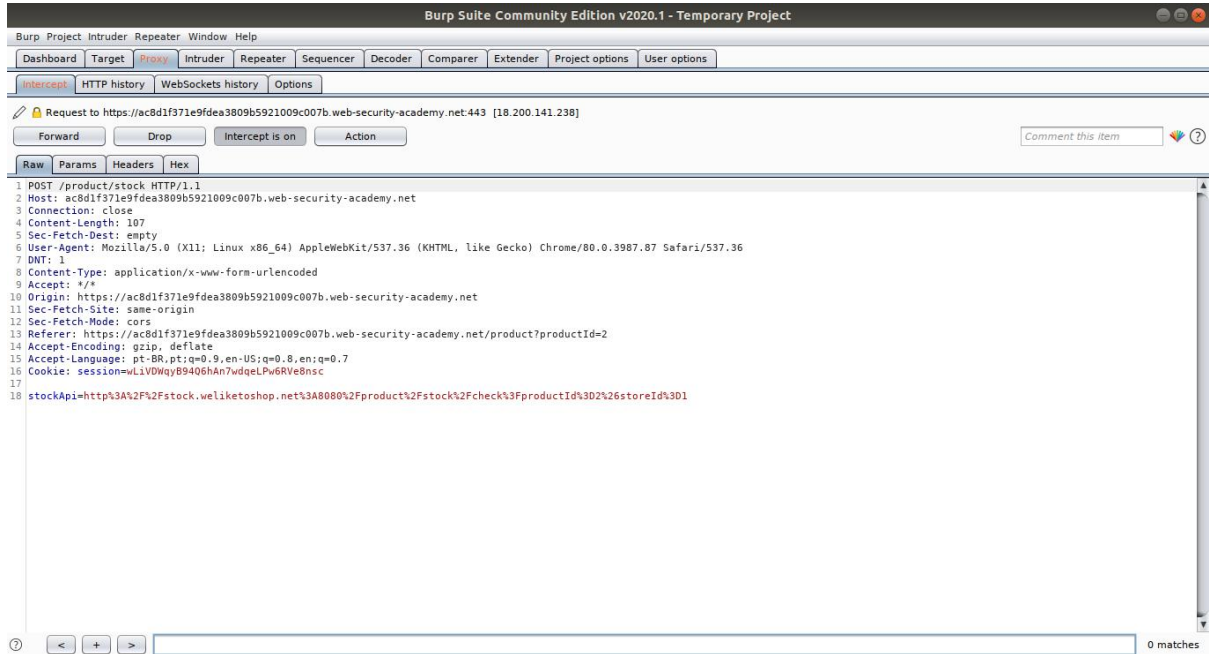 Burp Suite Community Edition v2020.1 - Temporary Project
Burp Project Intruder Repeater Window Help
Dashboard Target Proxy Intruder Repeater Sequencer Decoder Comparer Extender Project options User options
Intercept HTTP history WebSockets history Options
Request to https://ac8d1f371e9fdea3809b5921009c007b.web-security-academy.net:443 [18.200.141.238]
Forward Drop Intercept is on Action Comment this item ?
Raw Params Headers Hex
1 POST /product/stock HTTP/1.1
2 Host: ac8d1f371e9fdea3809b5921009c007b.web-security-academy.net
3 Connection: close
4 Content-Length: 107
5 Sec-Fetch-Dest: empty
6 User-Agent: Mozilla/5.0 (X11; Linux x86_64) AppleWebKit/537.36 (KHTML, like Gecko) Chrome/80.0.3987.87 Safari/537.36
7 DNT: 1
8 Content-Type: application/x-www-form-urlencoded
9 Accept: */*
10 Origin: https://ac8d1f371e9fdea3809b5921009c007b.web-security-academy.net
11 Sec-Fetch-Site: same-origin
12 Sec-Fetch-Mode: cors
13 Referer: https://ac8d1f371e9fdea3809b5921009c007b.web-security-academy.net/product?productId=2
14 Accept-Encoding: gzip, deflate
15 Accept-Language: pt-BR,pt;q=0.9,en-US;q=0.8,en;q=0.7
16 Cookie: session=wLiVDWqyB94Q6hAn7wdqeLPw6RVe8nsc
17
18 stockApi=http%3A%2F%2Fstock.weliketoshop.net%3A8080%2Fproduct%2Fstock%2Fcheck%3FproductId%3D2%26storeId%3D1
? < + > 0 matches